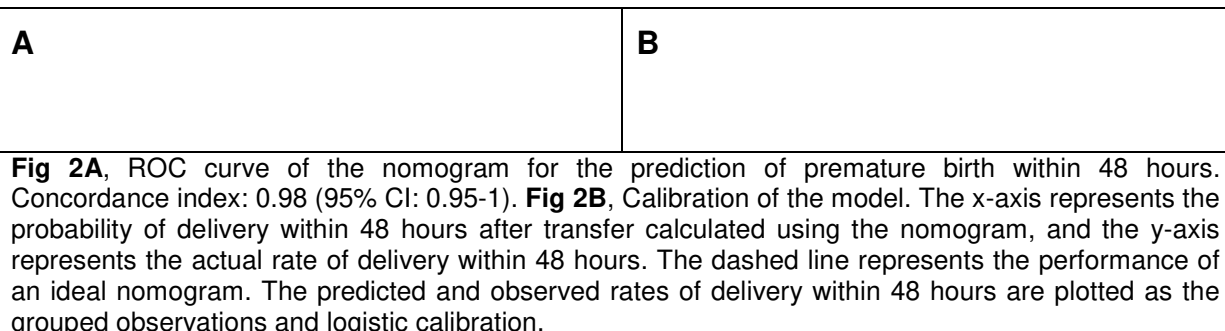 A
B
Fig 2A, ROC curve of the nomogram for the prediction of premature birth within 48 hours.
Concordance index: 0.98 (95% CI: 0.95-1). Fig 2B, Calibration of the model. The x-axis represents the
probability of delivery within 48 hours after transfer calculated using the nomogram, and the y-axis
represents the actual rate of delivery within 48 hours. The dashed line represents the performance of
an ideal nomogram. The predicted and observed rates of delivery within 48 hours are plotted as the
grouped observations and logistic calibration.